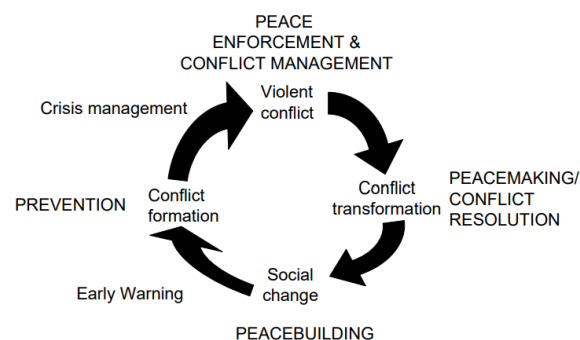 PEACE
ENFORCEMENT &
CONFLICT MANAGEMENT
Violent
conflict
Crisis management
PREVENTION
Conflict
formation
Conflict
transformation
PEACEMAKING/
CONFLICT
RESOLUTION
Early Warning
Social
change
PEACEBUILDING